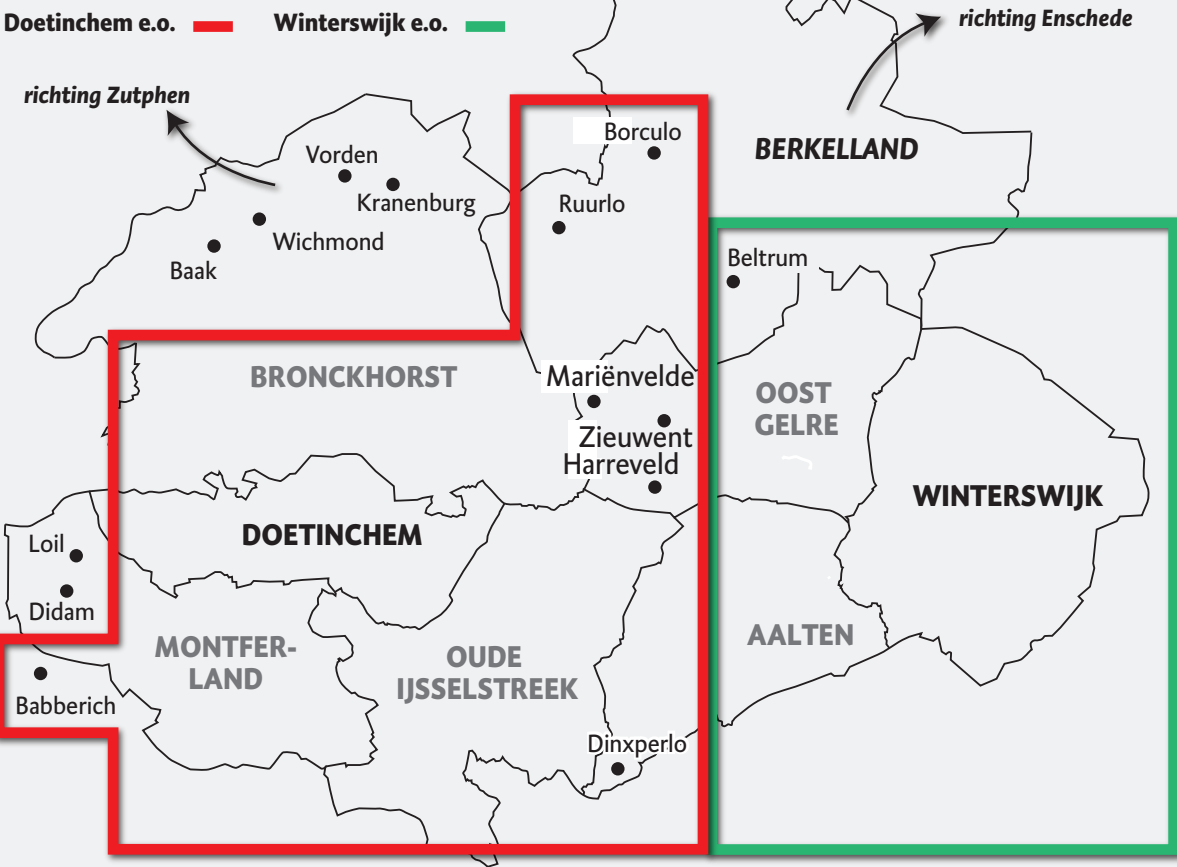 Doetinchem e.o.
Winterswijk e.o.
richting Enschede
richting Zutphen
Borculo
BERKELLAND
Vorden
Kranenburg
Ruurlo
Wichmond
Baak
Beltrum
BRONCKHORST
Mariënvelde
OOST
GELRE
Zieuwent
Harreveld
WINTERSWIJK
DOETINCHEM
Loil
Didam
MONTFER-
LAND
OUDE
IJSSELSTREEK
AALTEN
Babberich
Dinxperlo